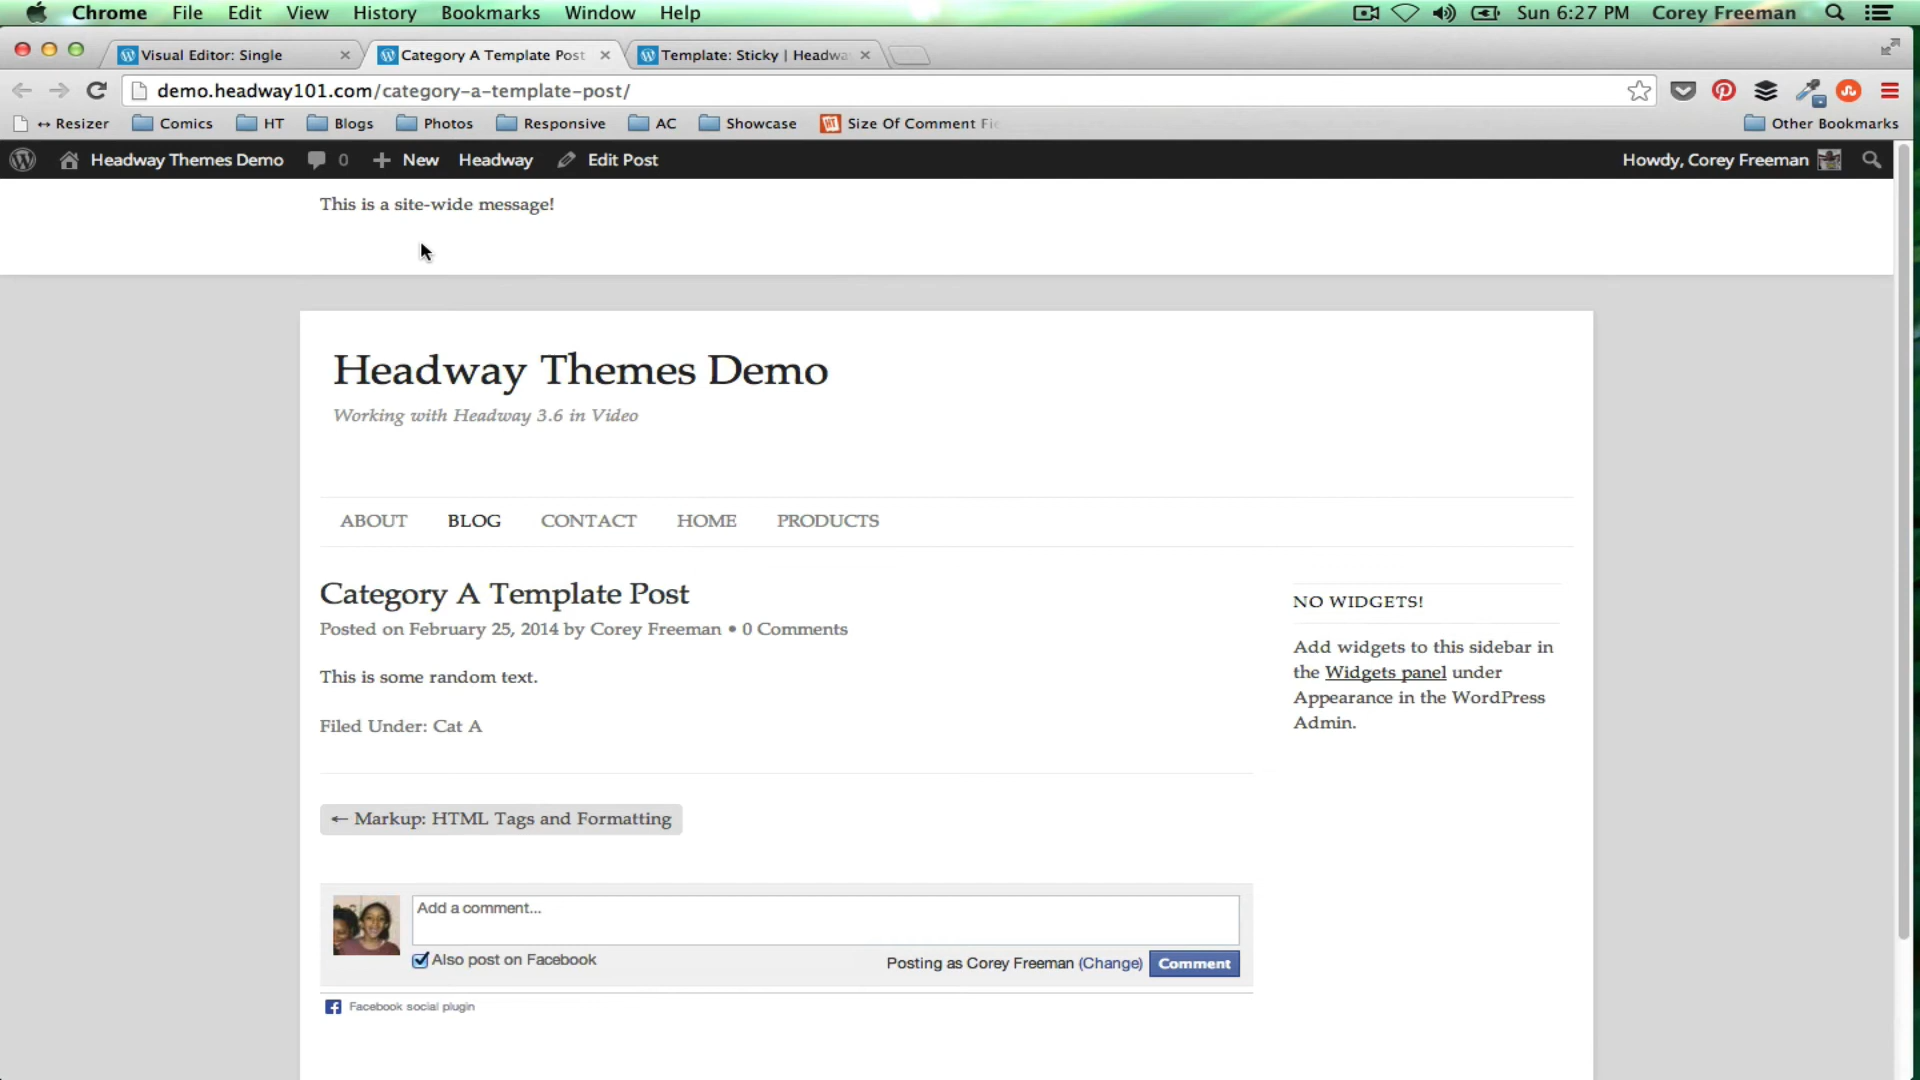 Chrome File Edit View History Bookmarks Window Help Sun 6:27 PM Corey Freeman
Visual Editor: Single Category A Template Post Template: Sticky | Headwa
demo.headway101.com/category-a-template-post/
↔ Resizer Comics HT Blogs Photos Responsive AC Showcase HT Size Of Comment Fi Other Bookmarks
Headway Themes Demo 0 + New Headway Edit Post Howdy, Corey Freeman
This is a site-wide message!
Headway Themes Demo
Working with Headway 3.6 in Video
ABOUT BLOG CONTACT HOME PRODUCTS
Category A Template Post
Posted on February 25, 2014 by Corey Freeman • 0 Comments
This is some random text.
Filed Under: Cat A
← Markup: HTML Tags and Formatting
Add a comment...
Also post on Facebook
Posting as Corey Freeman (Change) Comment
Facebook social plugin
NO WIDGETS!
Add widgets to this sidebar in
the Widgets panel under
Appearance in the WordPress
Admin.